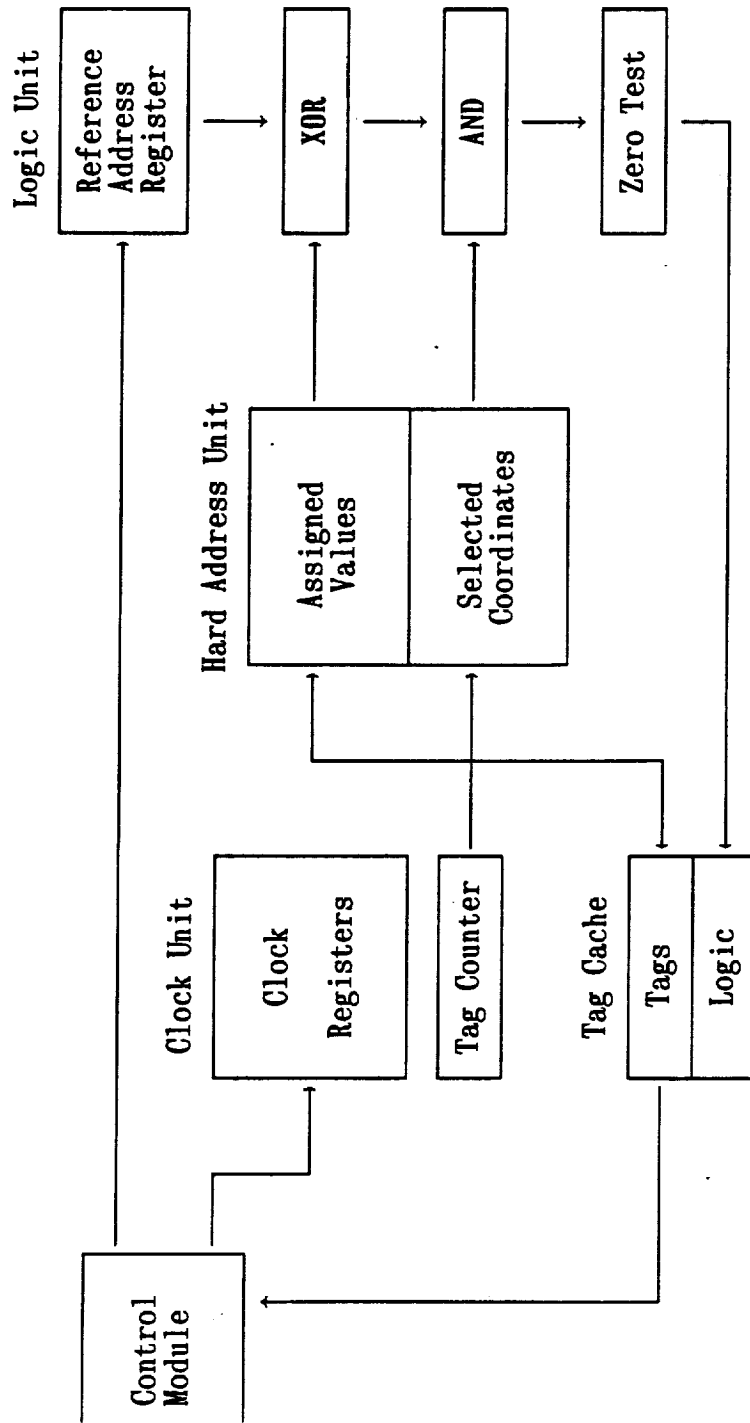 Logic Unit
Reference
Address
Register
XOR
AND
Zero Test
Hard Address Unit
Assigned
Values
Selected
Coordinates
Clock Unit
Clock
Registers
Tag Counter
Tag Cache
Tags
Logic
Control
Module